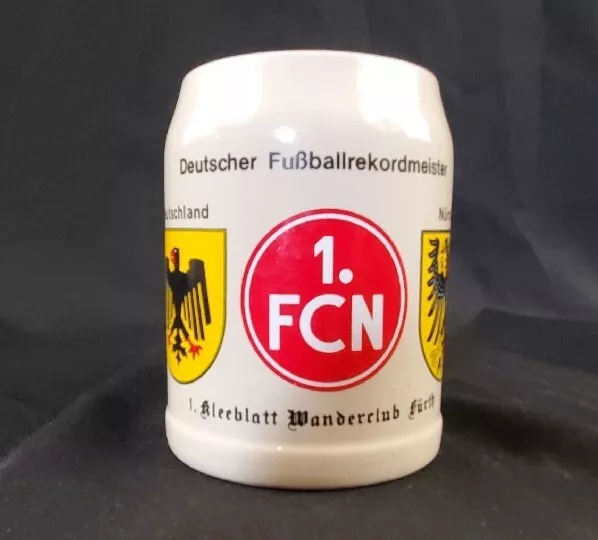 Deutscher Fußballrekordmeister
1.
FCN
1. Kleeblatt Wanderclub Fürth